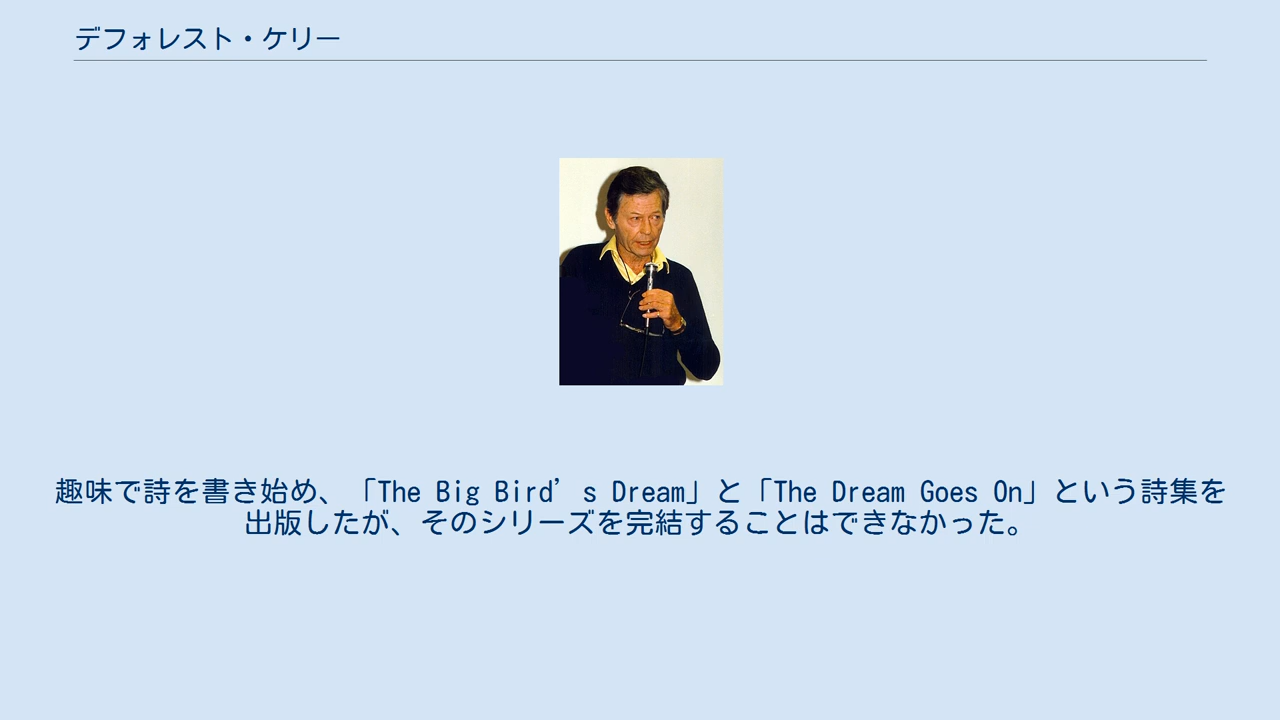 デフォレスト・ケリー
趣味で詩を書き始め、「The Big Bird’s Dream」と「The Dream Goes On」という詩集を
出版したが、そのシリーズを完結することはできなかった。